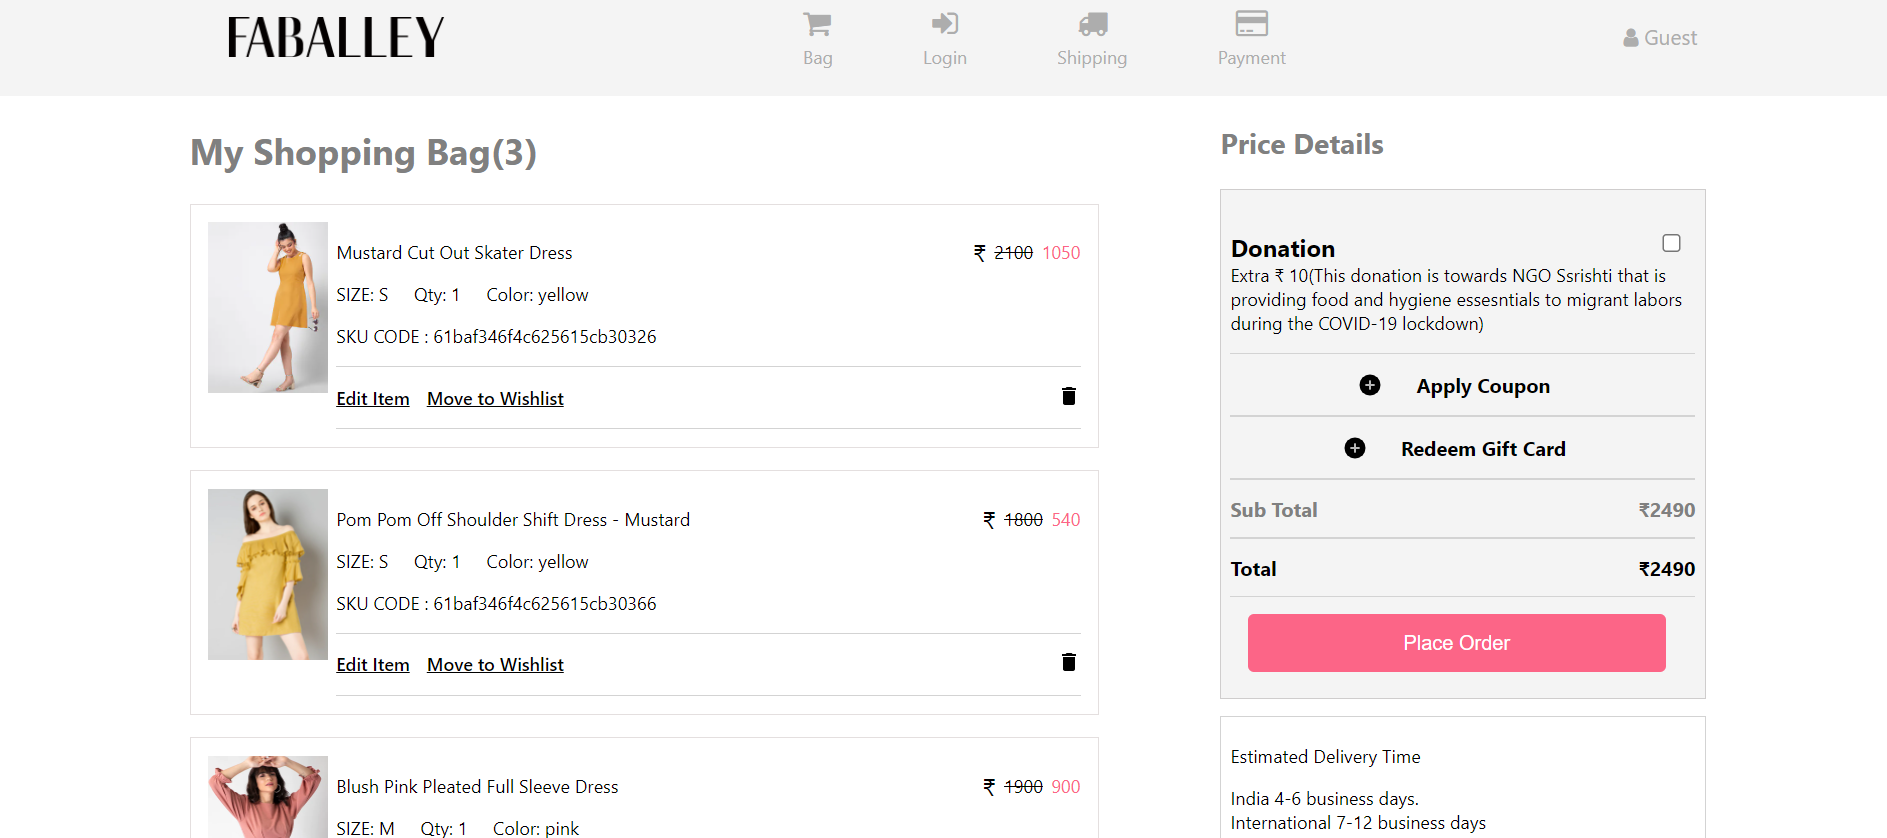 FABALLEY
Bag
Login
Shipping
Payment
Guest
My Shopping Bag(3)
Mustard Cut Out Skater Dress
₹ 2100 1050
SIZE: S Qty: 1 Color: yellow
SKU CODE : 61baf346f4c625615cb30326
Edit Item Move to Wishlist
Pom Pom Off Shoulder Shift Dress - Mustard
₹ 1800 540
SIZE: S Qty: 1 Color: yellow
SKU CODE : 61baf346f4c625615cb30366
Edit Item Move to Wishlist
Blush Pink Pleated Full Sleeve Dress
₹ 1900 900
SIZE: M Qty: 1 Color: pink
Price Details
Donation
Extra ₹ 10(This donation is towards NGO Ssrishti that is
providing food and hygiene essesntials to migrant labors
during the COVID-19 lockdown)
Apply Coupon
Redeem Gift Card
Sub Total ₹2490
Total ₹2490
Place Order
Estimated Delivery Time
India 4-6 business days.
International 7-12 business days